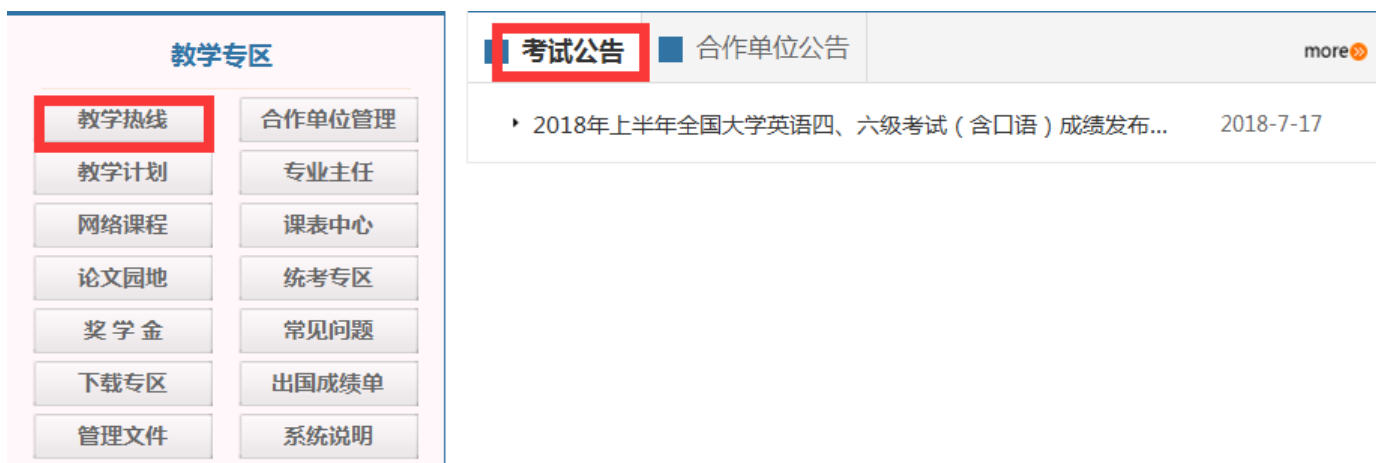 教学专区
教学热线 合作单位管理
教学计划 专业主任
网络课程 课表中心
论文园地 统考专区
奖 学 金 常见问题
下载专区 出国成绩单
管理文件 系统说明
考试公告 合作单位公告 more
2018年上半年全国大学英语四、六级考试（含口语）成绩发布... 2018-7-17